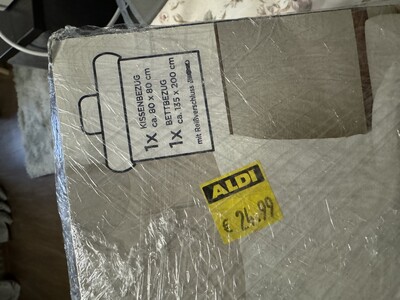 1x KISSENBEZUG
ca. 80 x 80 cm
1x BETTBEZUG
ca. 135 x 200 cm
mit Reißverschluss
ALDI
€ 24.99